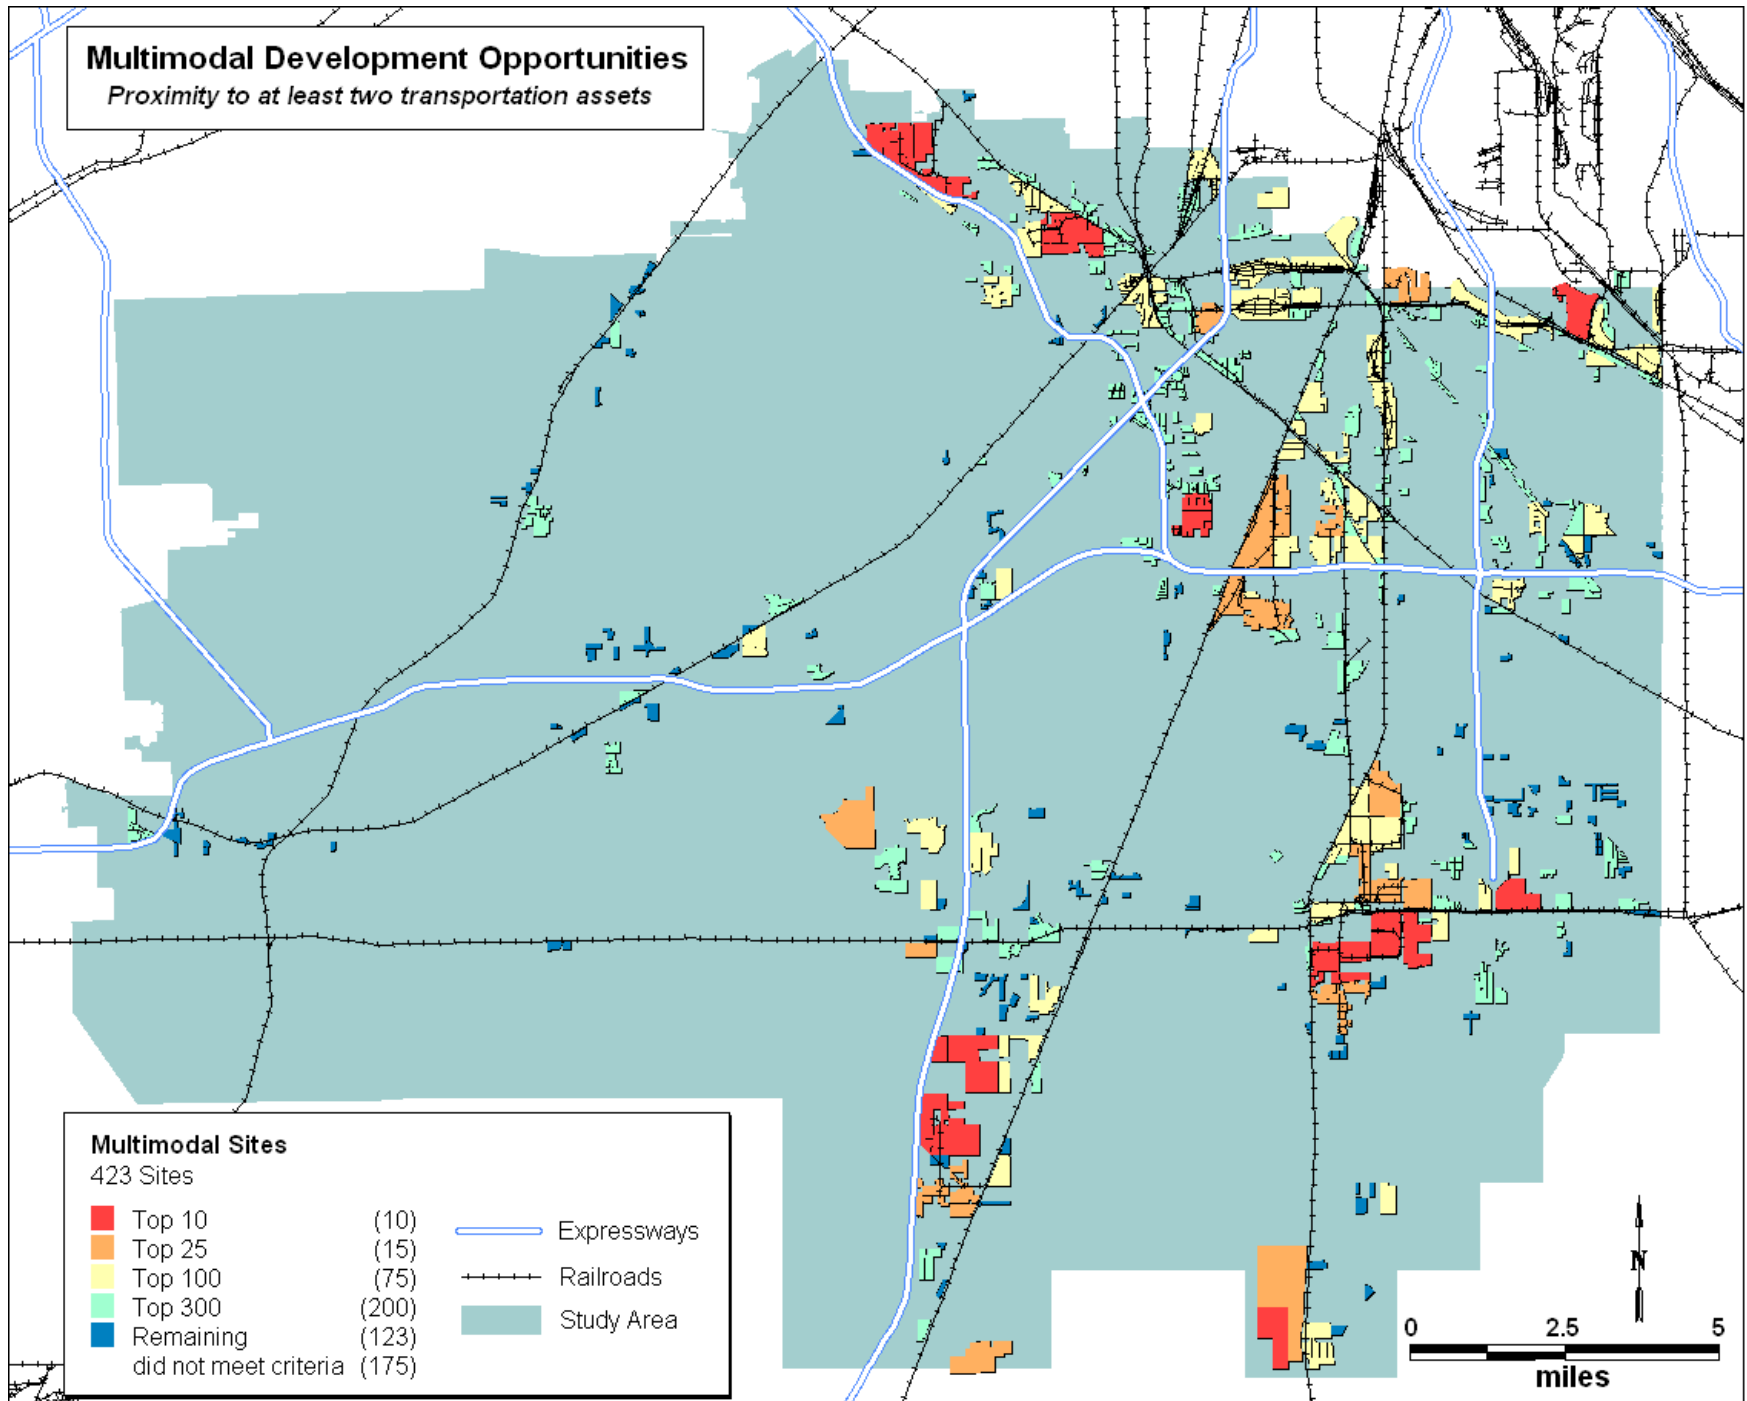 Multimodal Development Opportunities
Proximity to at least two transportation assets
Multimodal Sites
423 Sites
Top 10 (10)
Top 25 (15)
Top 100 (75)
Top 300 (200)
Remaining (123)
did not meet criteria (175)
Expressways
Railroads
Study Area
N
0 2.5 5
miles